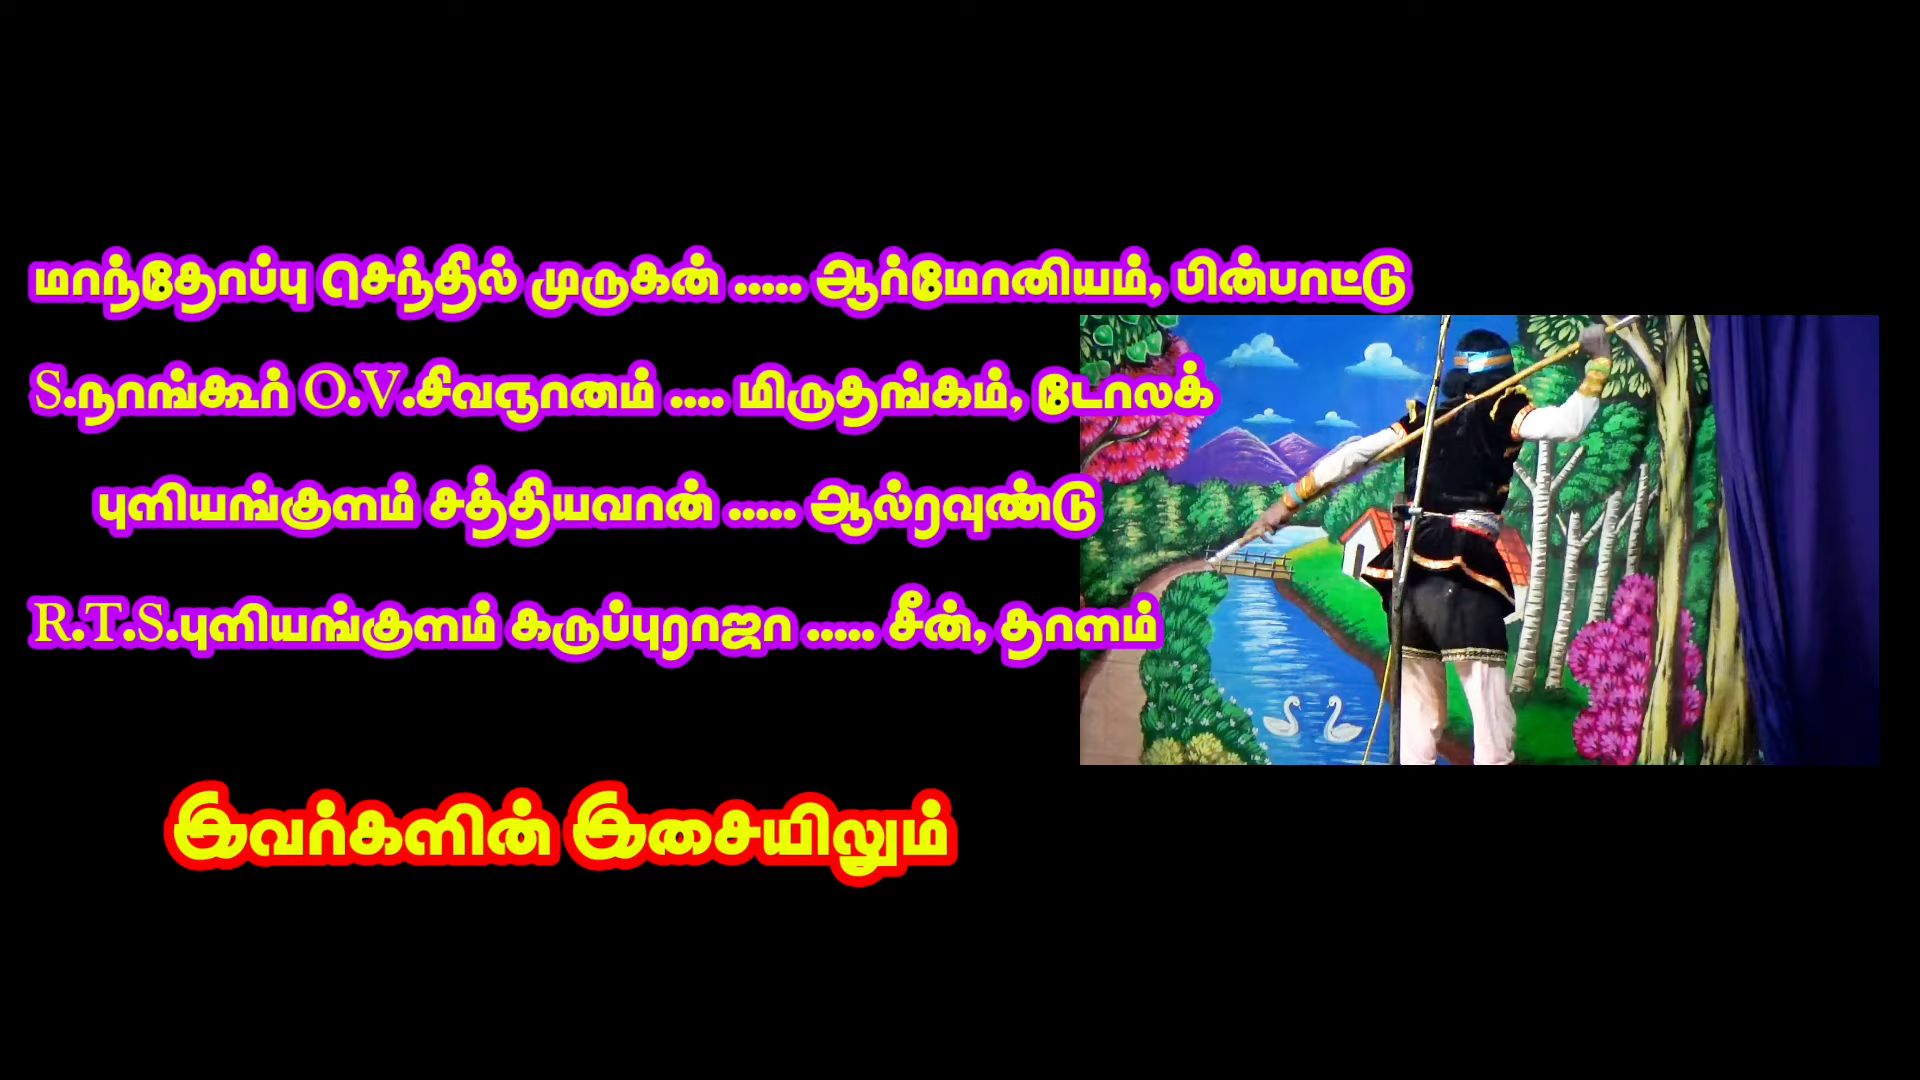 மாந்தோப்பு செந்தில் முருகன் ..... ஆர்மோனியம், பின்பாட்டு
S.நாங்கூர் O.V.சிவஞானம் .... மிருதங்கம், டோலக்
புளியங்குளம் சத்தியவான் ..... ஆல்ரவுண்டு
R.T.S.புளியங்குளம் கருப்புராஜா ..... சீன், தாளம்
இவர்களின் இசையிலும்